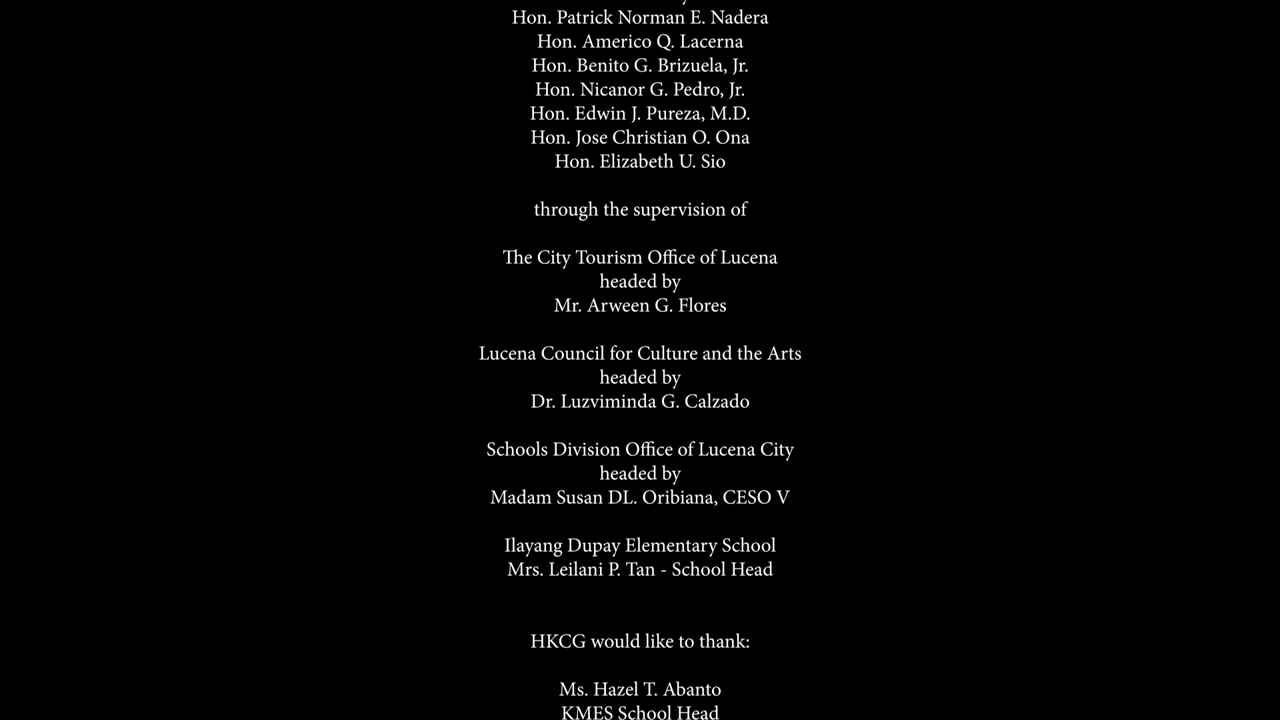 Hon. Patrick Norman E. Nadera
Hon. Americo Q. Lacerna
Hon. Benito G. Brizuela, Jr.
Hon. Nicanor G. Pedro, Jr.
Hon. Edwin J. Pureza, M.D.
Hon. Jose Christian O. Ona
Hon. Elizabeth U. Sio
through the supervision of
The City Tourism Office of Lucena
headed by
Mr. Arween G. Flores
Lucena Council for Culture and the Arts
headed by
Dr. Luzviminda G. Calzado
Schools Division Office of Lucena City
headed by
Madam Susan DL. Oribiana, CESO V
Ilayang Dupay Elementary School
Mrs. Leilani P. Tan - School Head
HKCG would like to thank:
Ms. Hazel T. Abanto
KMES School Head